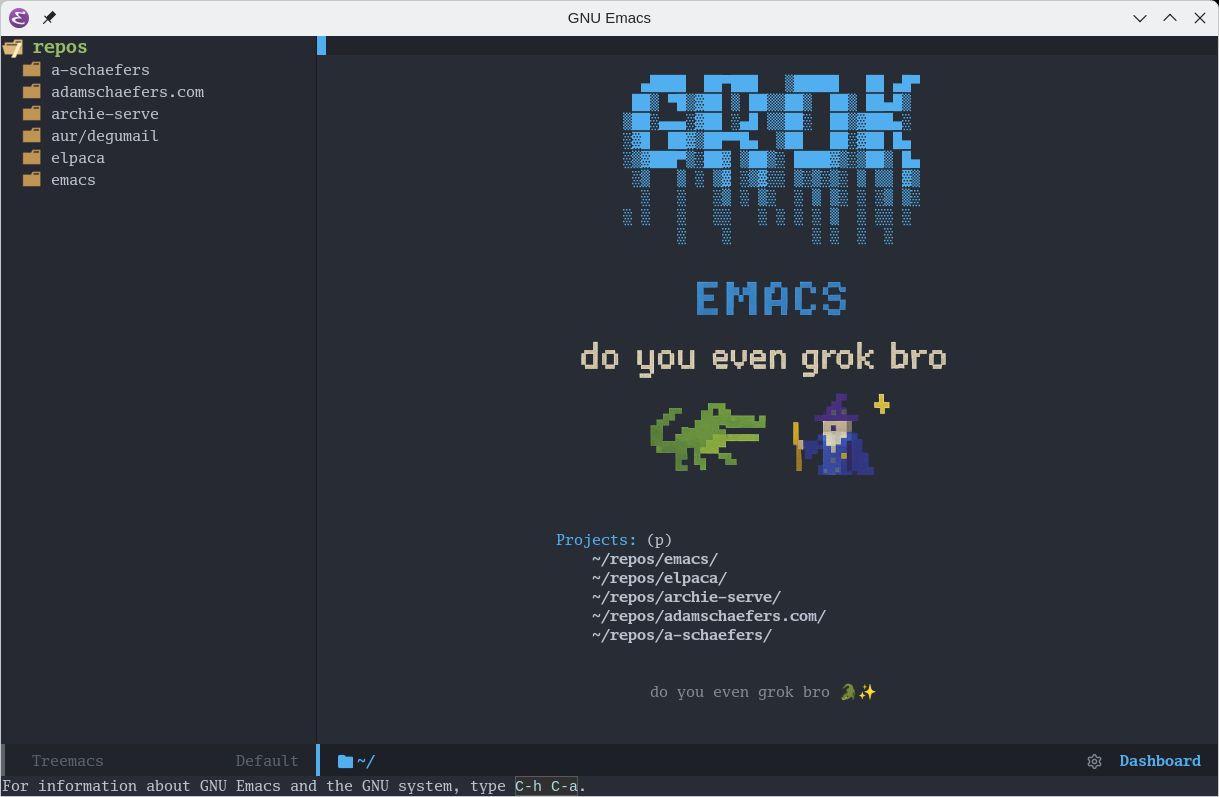 GNU Emacs
repos
a-schaefers
adamschaefers.com
archie-serve
aur/degumail
elpaca
emacs
GROK
EMACS
do you even grok bro
Projects: (p)
~/repos/emacs/
~/repos/elpaca/
~/repos/archie-serve/
~/repos/adamschaefers.com/
~/repos/a-schaefers/
do you even grok bro 🐊✨
Treemacs Default ~/ Dashboard
For information about GNU Emacs and the GNU system, type C-h C-a.